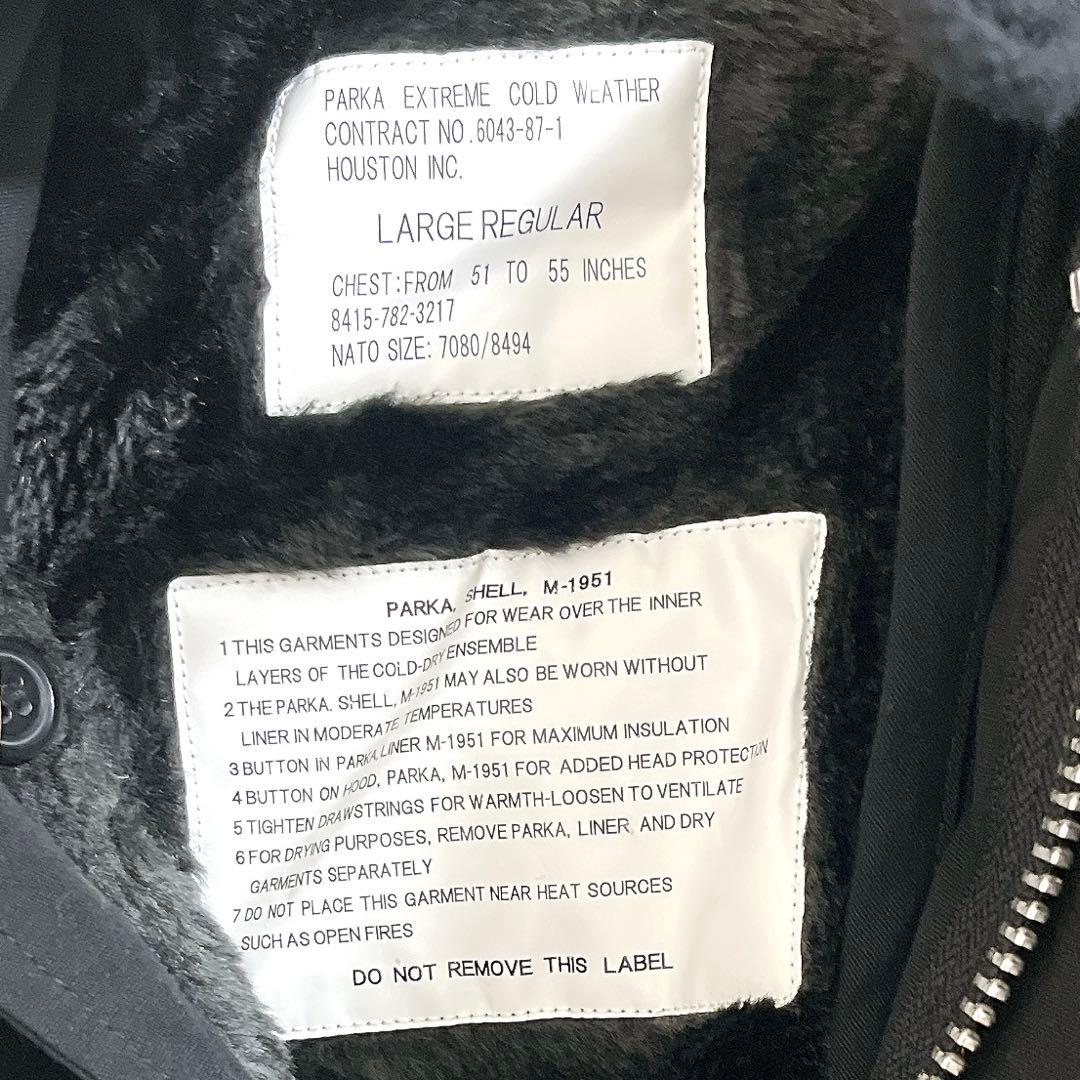 PARKA EXTREME COLD WEATHER
CONTRACT NO.6043-87-1
HOUSTON INC.
LARGE REGULAR
CHEST:FROM 51 TO 55 INCHES
8415-782-3217
NATO SIZE: 7080/8494
PARKA, SHELL, M-1951
1 THIS GARMENTS DESIGNED FOR WEAR OVER THE INNER
LAYERS OF THE COLD-DRY ENSEMBLE
2 THE PARKA. SHELL, M-1951 MAY ALSO BE WORN WITHOUT
LINER IN MODERATE TEMPERATURES
3 BUTTON IN PARKA, LINER M-1951 FOR MAXIMUM INSULATION
4 BUTTON ON HOOD, PARKA, M-1951 FOR ADDED HEAD PROTECTION
5 TIGHTEN DRAWSTRINGS FOR WARMTH-LOOSEN TO VENTILATE
6 FOR DRYING PURPOSES, REMOVE PARKA, LINER, AND DRY
GARMENTS SEPARATELY
7 DO NOT PLACE THIS GARMENT NEAR HEAT SOURCES
SUCH AS OPEN FIRES
DO NOT REMOVE THIS LABEL